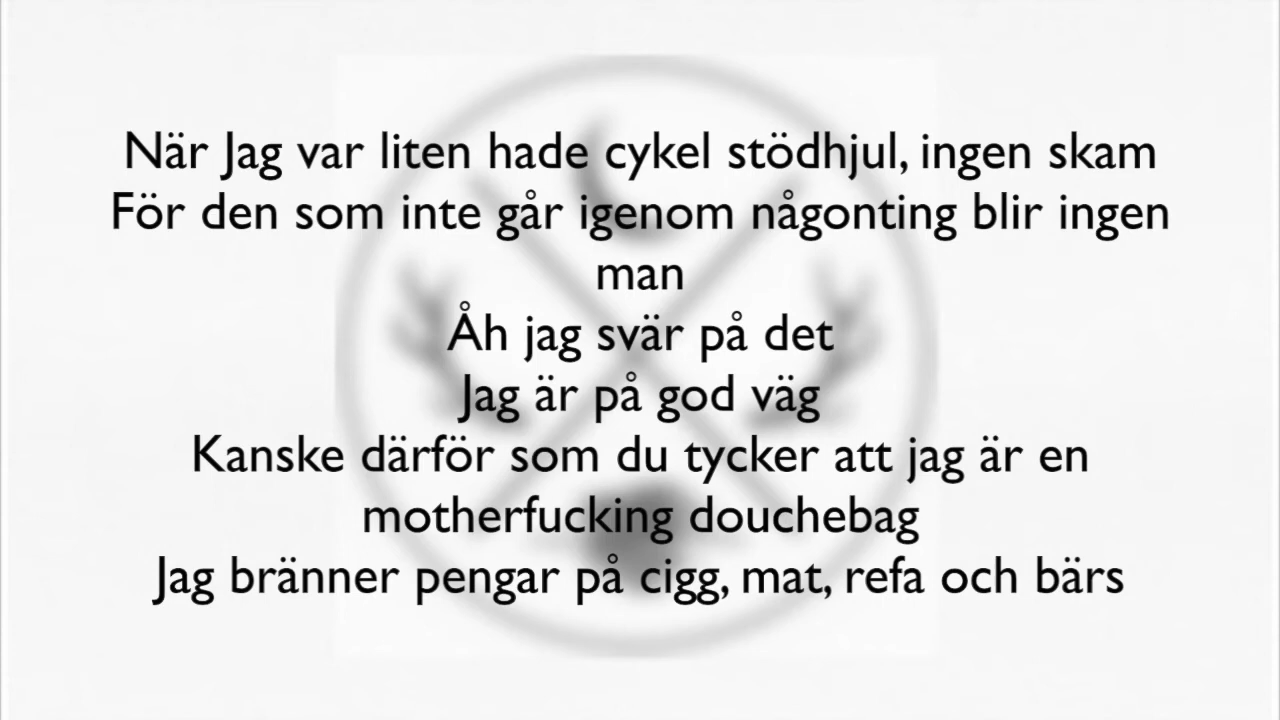 När Jag var liten hade cykel stödhjul, ingen skam
För den som inte går igenom någonting blir ingen
man
Åh jag svär på det
Jag är på god väg
Kanske därför som du tycker att jag är en
motherfucking douchebag
Jag bränner pengar på cigg, mat, refa och bärs